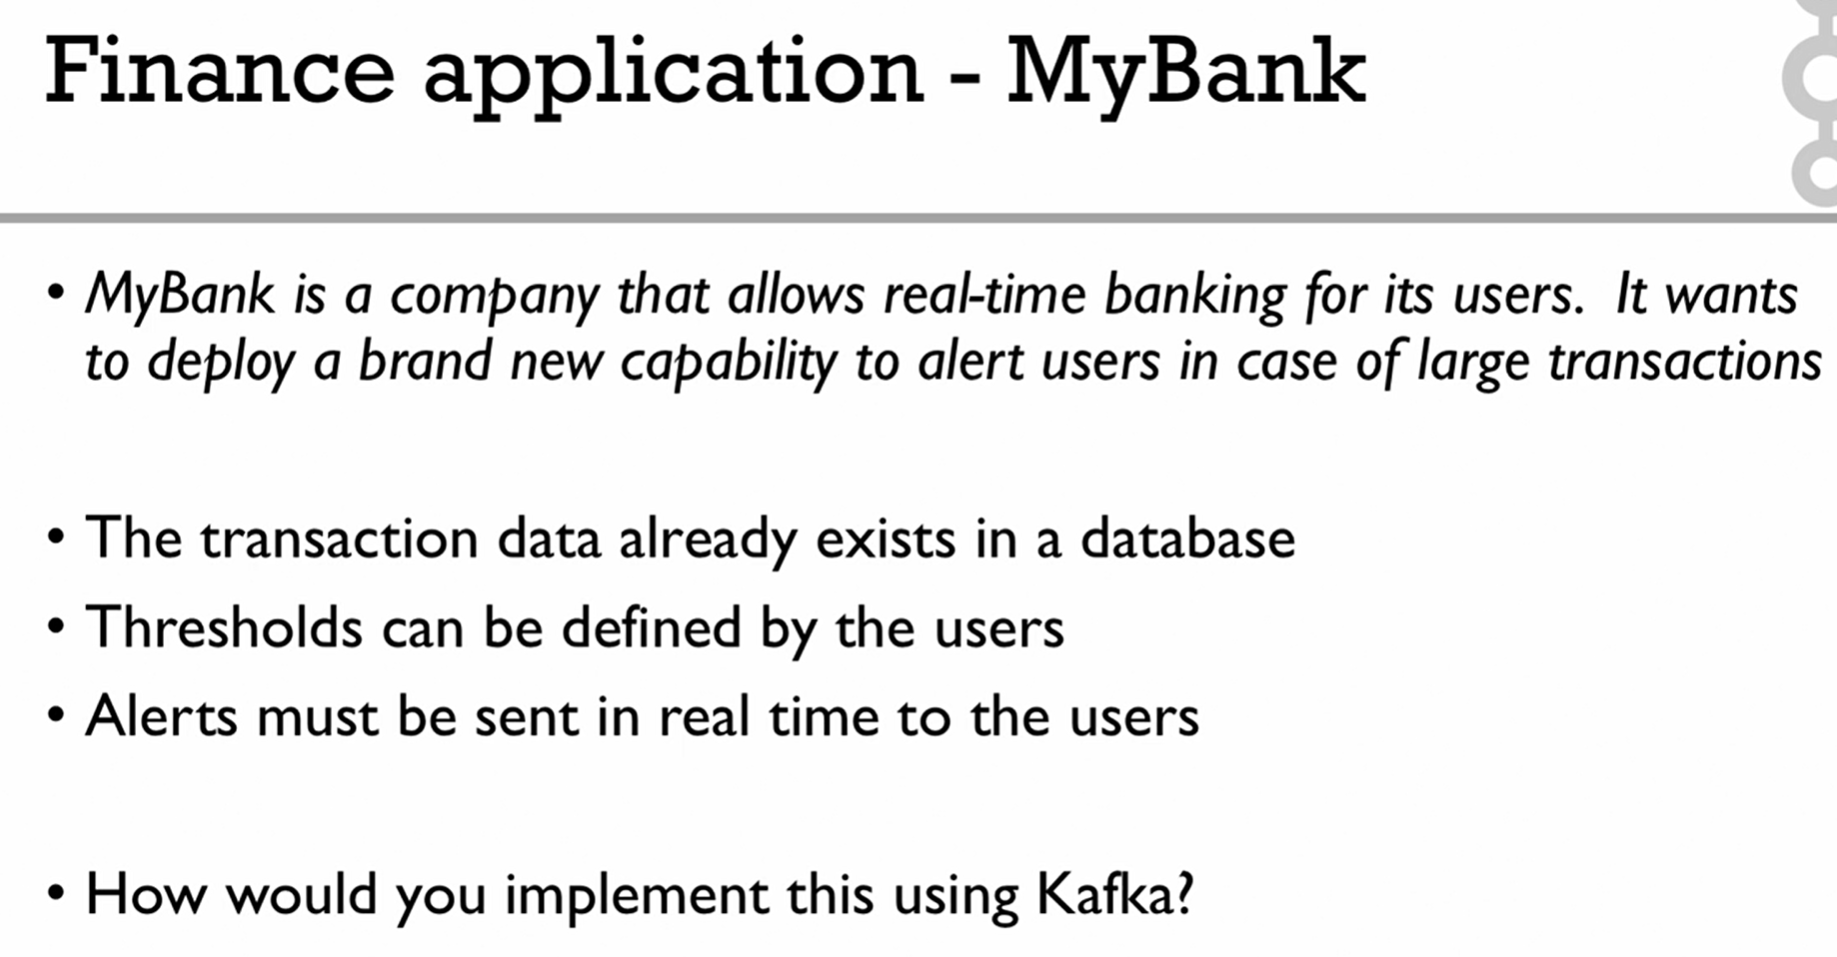 Finance application - MyBank
• MyBank is a company that allows real-time banking for its users.  It wants
to deploy a brand new capability to alert users in case of large transactions
• The transaction data already exists in a database
• Thresholds can be defined by the users
• Alerts must be sent in real time to the users
• How would you implement this using Kafka?